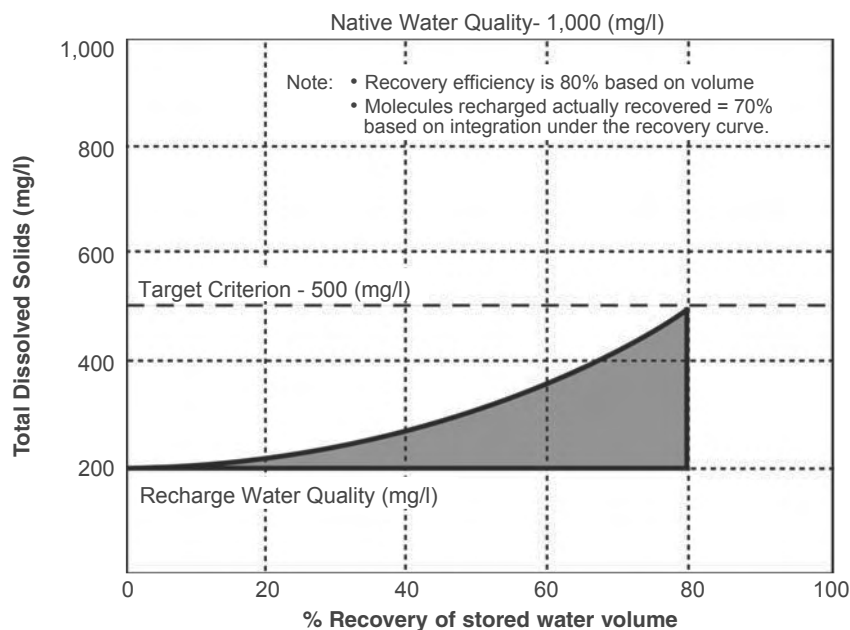 Native Water Quality- 1,000 (mg/l)
1,000
Note: • Recovery efficiency is 80% based on volume
• Molecules recharged actually recovered = 70%
based on integration under the recovery curve.
800
600
Target Criterion - 500 (mg/l)
400
200
Recharge Water Quality (mg/l)
Total Dissolved Solids (mg/l)
0 20 40 60 80 100
% Recovery of stored water volume